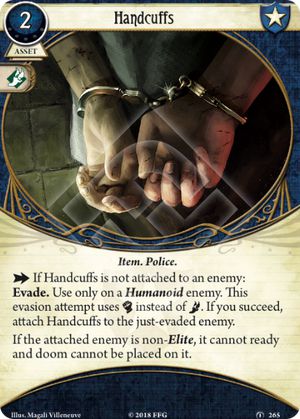 2
Handcuffs
ASSET
Item. Police.
If Handcuffs is not attached to an enemy:
Evade. Use only on a Humanoid enemy. This
evasion attempt uses instead of . If you succeed,
attach Handcuffs to the just-evaded enemy.
If the attached enemy is non-Elite, it cannot ready
and doom cannot be placed on it.
Illus. Magali Villeneuve © 2018 FFG 265